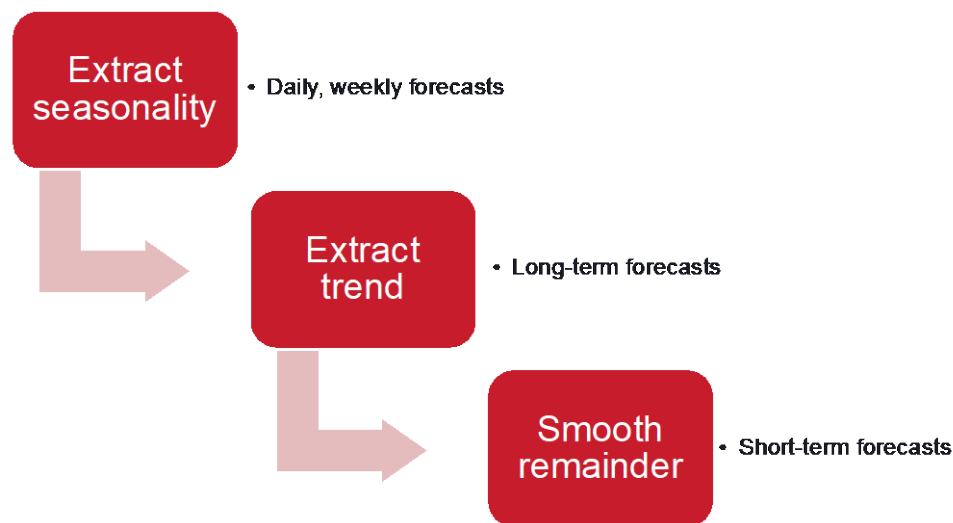 Extract
seasonality
• Daily, weekly forecasts
Extract
trend
• Long-term forecasts
Smooth
remainder
• Short-term forecasts